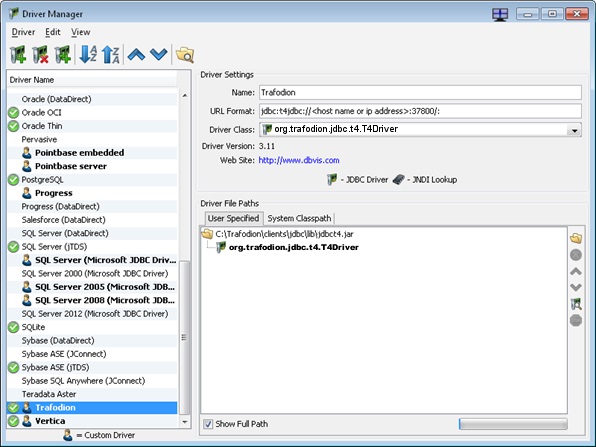 Driver Manager
Driver Edit View
Driver Name
Oracle (DataDirect)
Oracle OCI
Oracle Thin
Pervasive
Pointbase embedded
Pointbase server
PostgreSQL
Progress
Progress (DataDirect)
Salesforce (DataDirect)
SQL Server (DataDirect)
SQL Server (jTDS)
SQL Server (Microsoft JDBC Driv...
SQL Server 2000 (Microsoft JDBC Driver)
SQL Server 2005 (Microsoft JDB...
SQL Server 2008 (Microsoft JDB...
SQL Server 2012 (Microsoft JDBC Driver)
SQLite
Sybase (DataDirect)
Sybase ASE (JConnect)
Sybase ASE (jTDS)
Sybase SQL Anywhere (JConnect)
Teradata Aster
Trafodion
Vertica
= Custom Driver
Driver Settings
Name: Trafodion
URL Format: jdbc:t4jdbc://<host name or ip address>:37800/:
Driver Class: org.trafodion.jdbc.t4.T4Driver
Driver Version: 3.11
Web Site: http://www.dbvis.com
- JDBC Driver - JNDI Lookup
Driver File Paths
User Specified System Classpath
C:\Trafodion\clients\jdbc\lib\jdbct4.jar
org.trafodion.jdbc.t4.T4Driver
Show Full Path